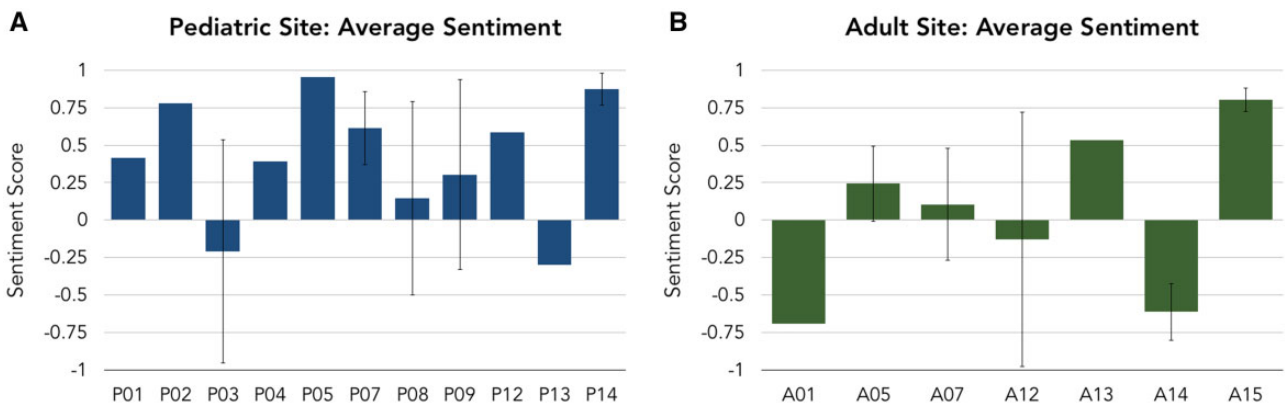 A
Pediatric Site: Average Sentiment
Sentiment Score
1
0.75
0.5
0.25
0
-0.25
-0.5
-0.75
-1
P01 P02 P03 P04 P05 P07 P08 P09 P12 P13 P14
B
Adult Site: Average Sentiment
Sentiment Score
1
0.75
0.5
0.25
0
-0.25
-0.5
-0.75
-1
A01 A05 A07 A12 A13 A14 A15